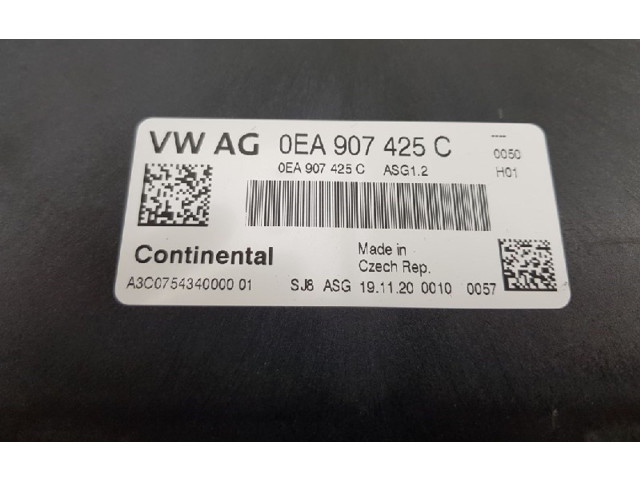 VW AG 0EA 907 425 C ---
0EA 907 425 C ASG1.2 0050
H01
Continental
Made in
Czech Rep.
A3C0754340000 01 SJ6 ASG 19.11.20 0010 0057